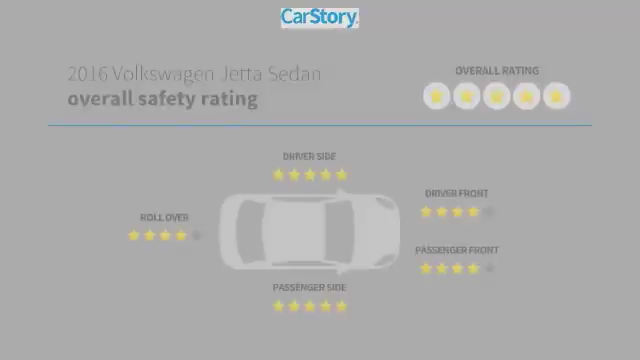 CarStory.
2016 Volkswagen Jetta Sedan
overall safety rating
OVERALL RATING
DRIVER SIDE
DRIVER FRONT
ROLL OVER
PASSENGER FRONT
PASSENGER SIDE